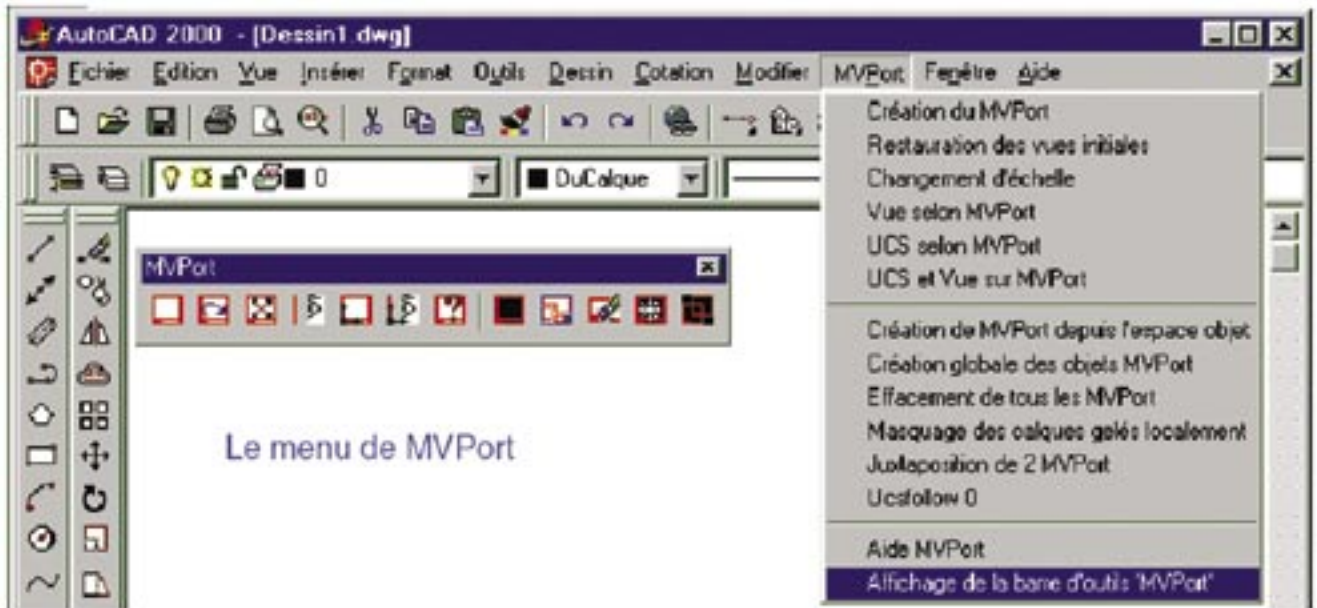 AutoCAD 2000 - [Dessin1.dwg]
Fichier Edition Vue Insérer Format Outils Dessin Cotation Modifier MVPort Fenêtre Aide
0 DuCalque
MVPort
Le menu de MVPort
Création du MVPort
Restauration des vues initiales
Changement d'échelle
Vue selon MVPort
UCS selon MVPort
UCS et Vue sur MVPort
Création de MVPort depuis l'espace objet
Création globale des objets MVPort
Effacement de tous les MVPort
Masquage des calques gelés localement
Juxtaposition de 2 MVPort
Ucsfollow 0
Aide MVPort
Affichage de la barre d'outils 'MVPort'